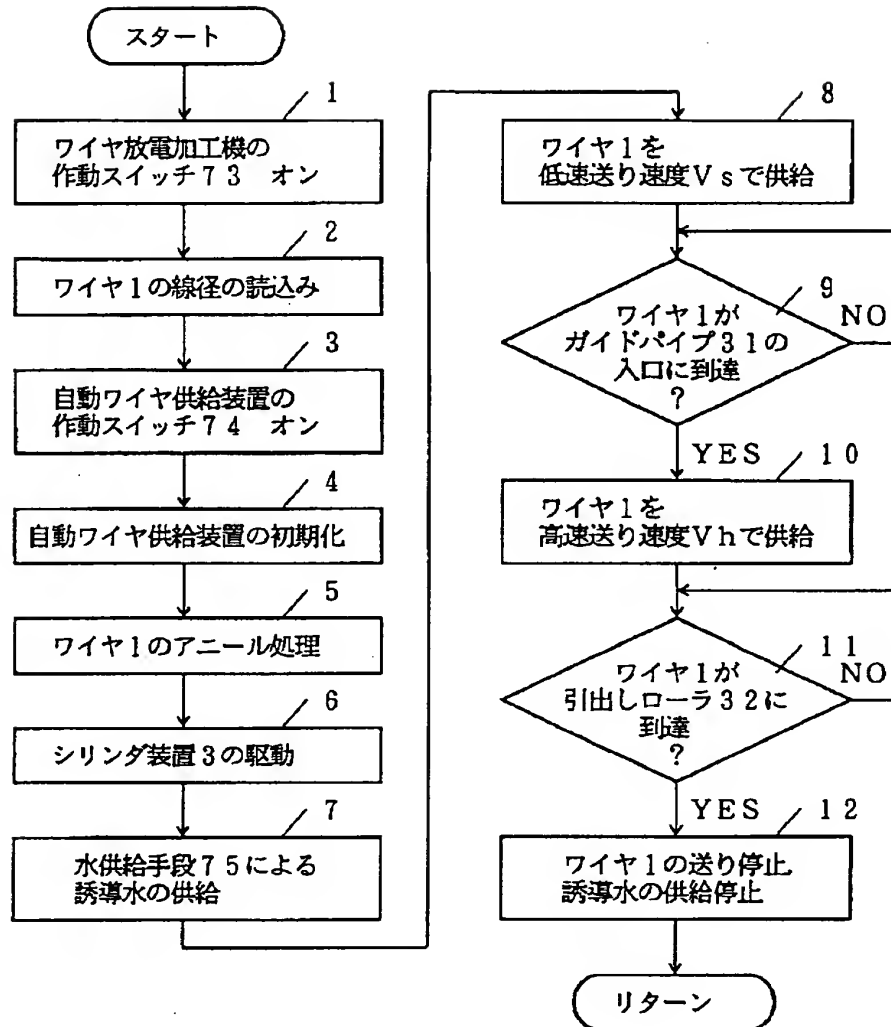 スタート
1
ワイヤ放電加工機の
作動スイッチ73 オン
2
ワイヤ1の線径の読込み
3
自動ワイヤ供給装置の
作動スイッチ74 オン
4
自動ワイヤ供給装置の初期化
5
ワイヤ1のアニール処理
6
シリンダ装置3の駆動
7
水供給手段75による
誘導水の供給
8
ワイヤ1を
低速送り速度Vsで供給
9
ワイヤ1が
ガイドパイプ31の
入口に到達
?
NO
YES
10
ワイヤ1を
高速送り速度Vhで供給
11
ワイヤ1が
引出しローラ32に
到達
?
NO
YES
12
ワイヤ1の送り停止
誘導水の供給停止
リターン